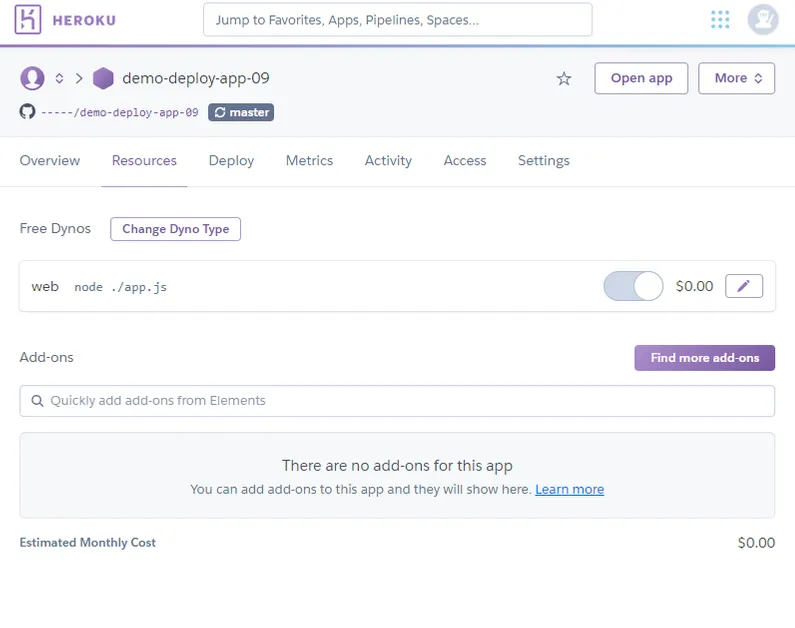 HEROKU
Jump to Favorites, Apps, Pipelines, Spaces...
demo-deploy-app-09
Open app
More
-----/demo-deploy-app-09
master
Overview Resources Deploy Metrics Activity Access Settings
Free Dynos
Change Dyno Type
web node ./app.js
$0.00
Add-ons
Find more add-ons
Quickly add add-ons from Elements
There are no add-ons for this app
You can add add-ons to this app and they will show here. Learn more
Estimated Monthly Cost
$0.00